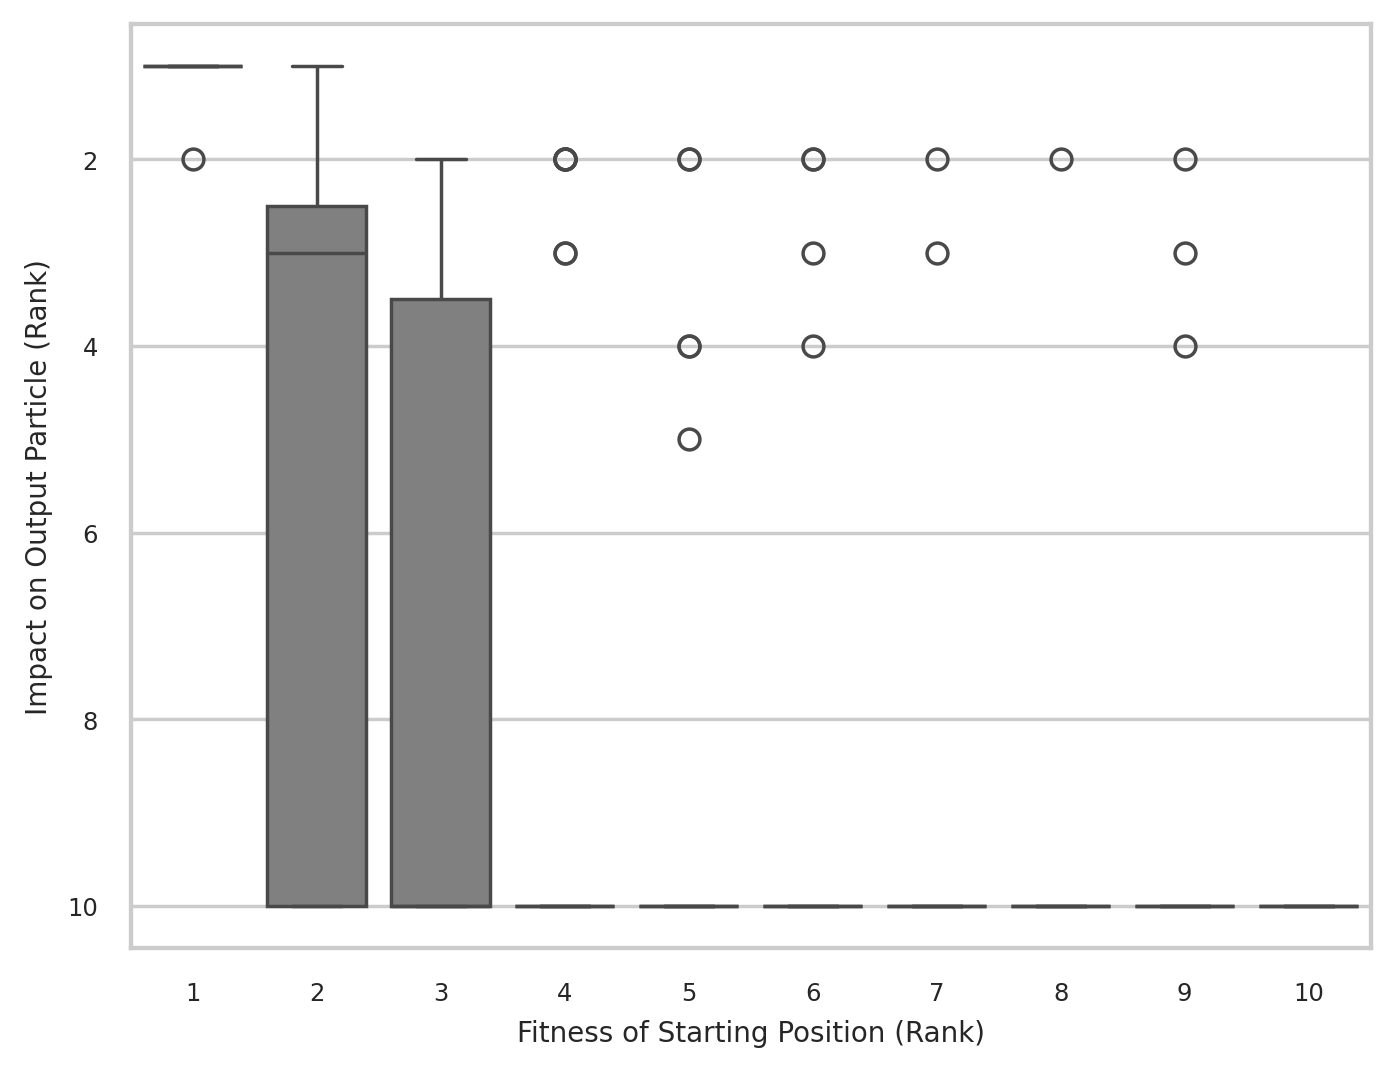 Impact on Output Particle (Rank)
2
4
6
8
10
1 2 3 4 5 6 7 8 9 10
Fitness of Starting Position (Rank)